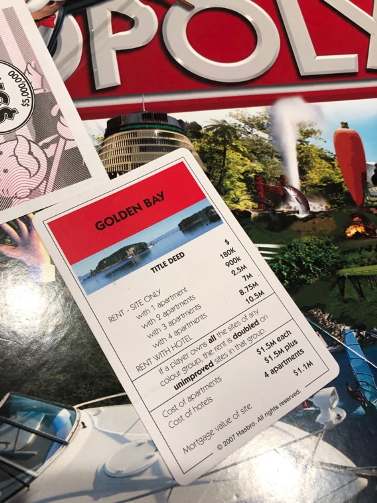 OPOLY
$5,000,000
GOLDEN BAY
TITLE DEED
$
RENT - SITE ONLY 180K
with 1 apartment 900K
with 2 apartments 2.5M
with 3 apartments 7M
with 4 apartments 8.75M
RENT WITH HOTEL 10.5M
If a player owns all the sites of any
colour group, the rent is doubled on
unimproved sites in that group.
Cost of apartments $1.5M each
Cost of hotels $1.5M plus
4 apartments
Mortgage value of site $1.1M
© 2007 Hasbro. All rights reserved.